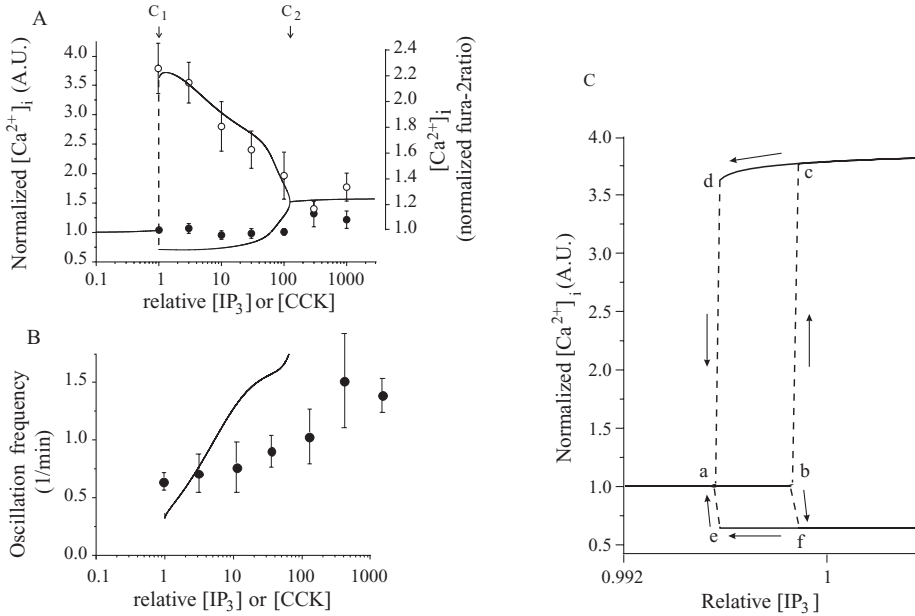 A
C1
C2
Normalized [Ca2+]i (A.U.)
4.0
3.5
3.0
2.5
2.0
1.5
1.0
0.5
2.4
2.2
2.0
1.8
1.6
1.4
1.2
1.0
[Ca2+]i
(normalized fura-2ratio)
0.1
1
10
100
1000
relative [IP3] or [CCK]
B
Oscillation frequency
(1/min)
1.5
1.0
0.5
0.0
0.1
1
10
100
1000
relative [IP3] or [CCK]
C
Normalized [Ca2+]i (A.U.)
4.0
3.5
3.0
2.5
4.0
3.5
1.0
0.5
d
c
a
b
e
f
0.992
1
Relative [IP3]